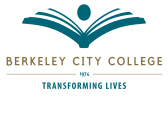 BERKELEY CITY COLLEGE
1974
TRANSFORMING LIVES